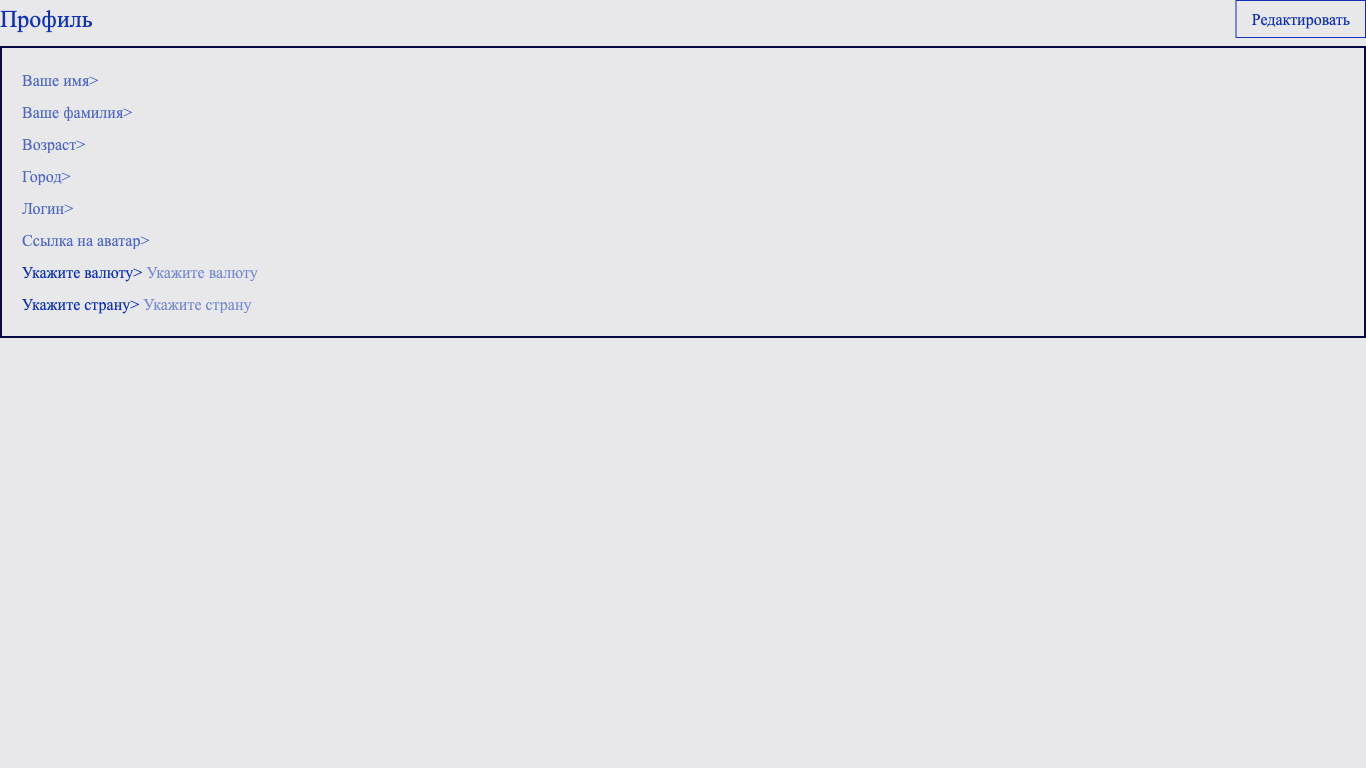 Профиль
Редактировать
Ваше имя>
Ваше фамилия>
Возраст>
Город>
Логин>
Ссылка на аватар>
Укажите валюту> Укажите валюту
Укажите страну> Укажите страну